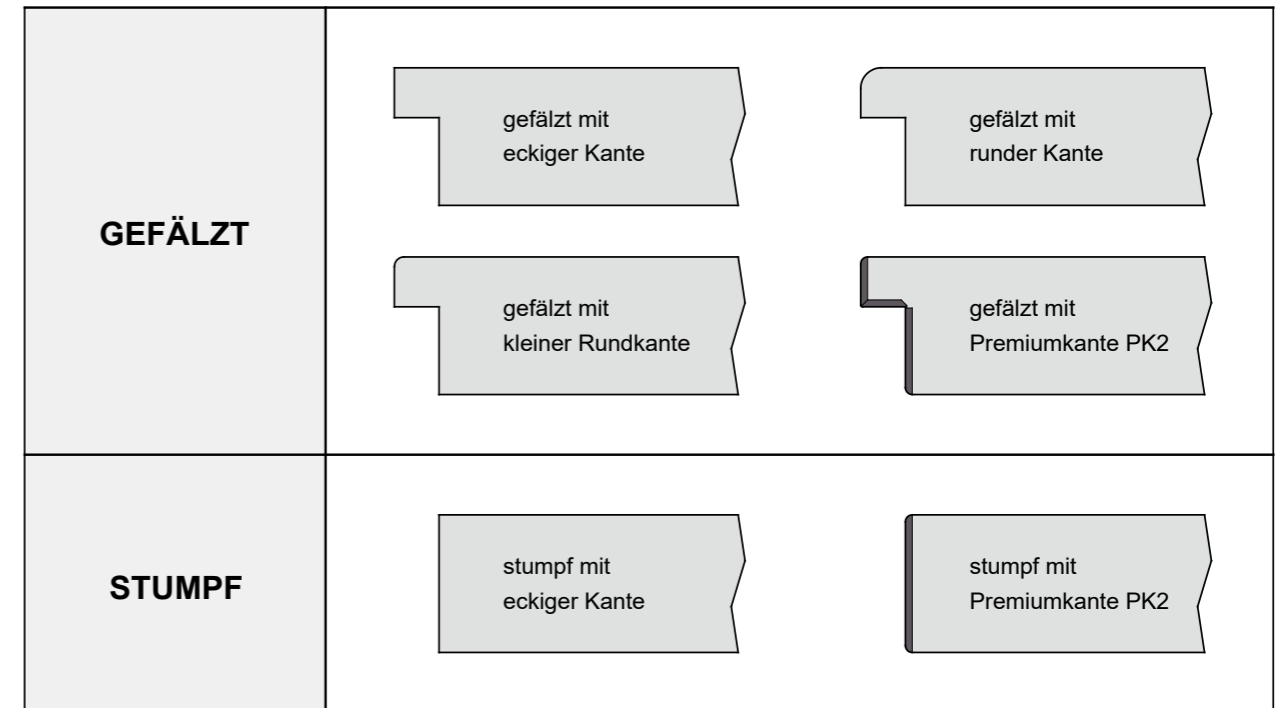 GEFÄLZT
gefälzt mit
eckiger Kante
gefälzt mit
runder Kante
gefälzt mit
kleiner Rundkante
gefälzt mit
Premiumkante PK2
STUMPF
stumpf mit
eckiger Kante
stumpf mit
Premiumkante PK2